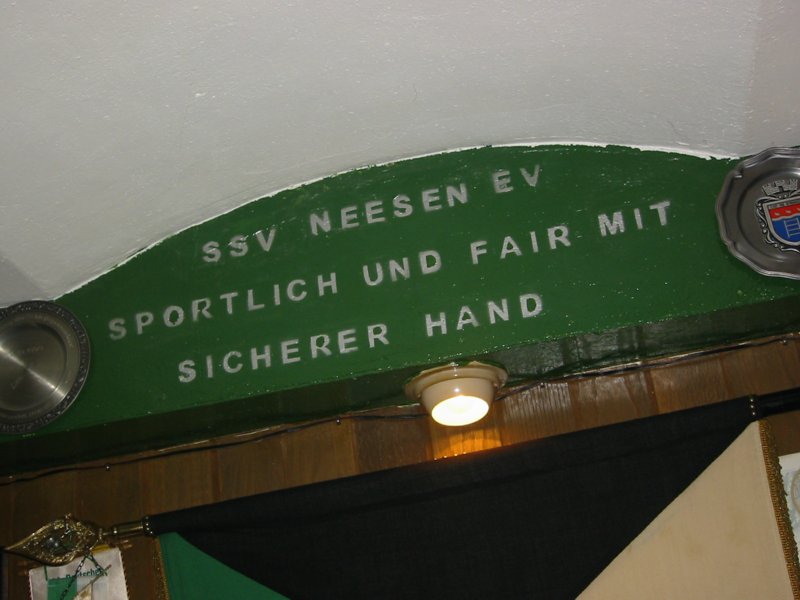 SSV NEESEN EV
SPORTLICH UND FAIR MIT
SICHERER HAND